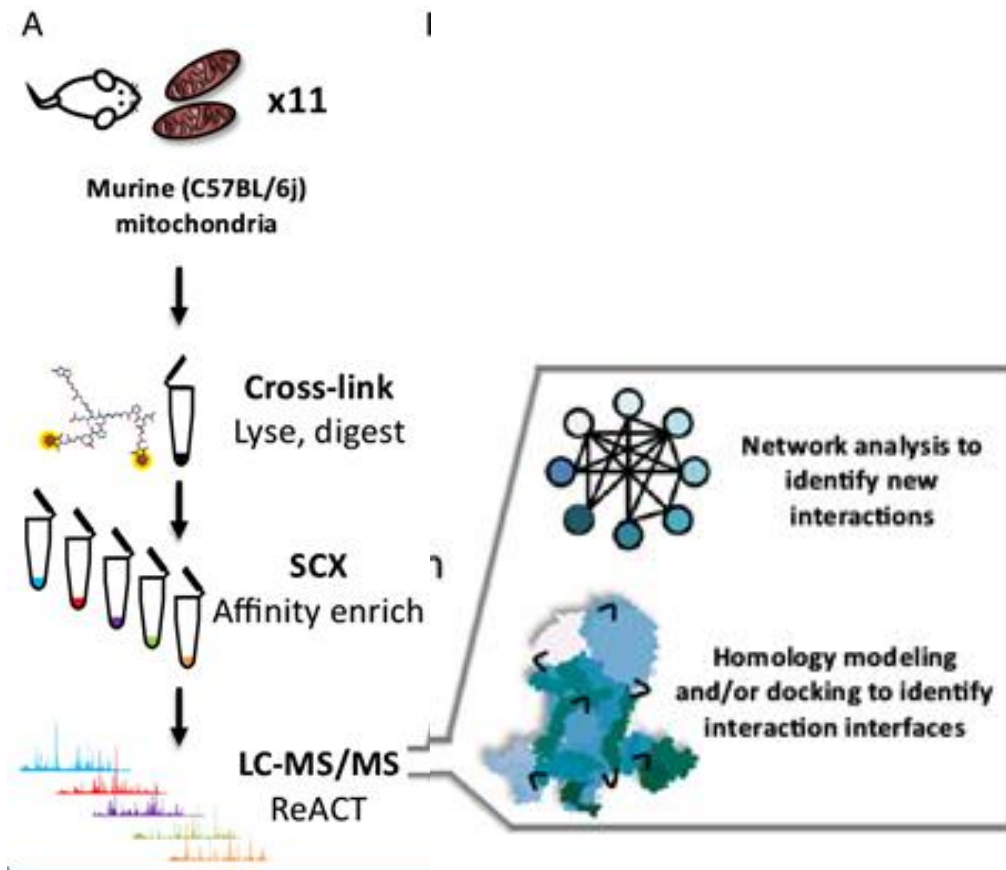 A
x11
Murine (C57BL/6j)
mitochondria
Cross-link
Lyse, digest
SCX
Affinity enrich
LC-MS/MS
ReACT
Network analysis to
identify new
interactions
Homology modeling
and/or docking to identify
interaction interfaces